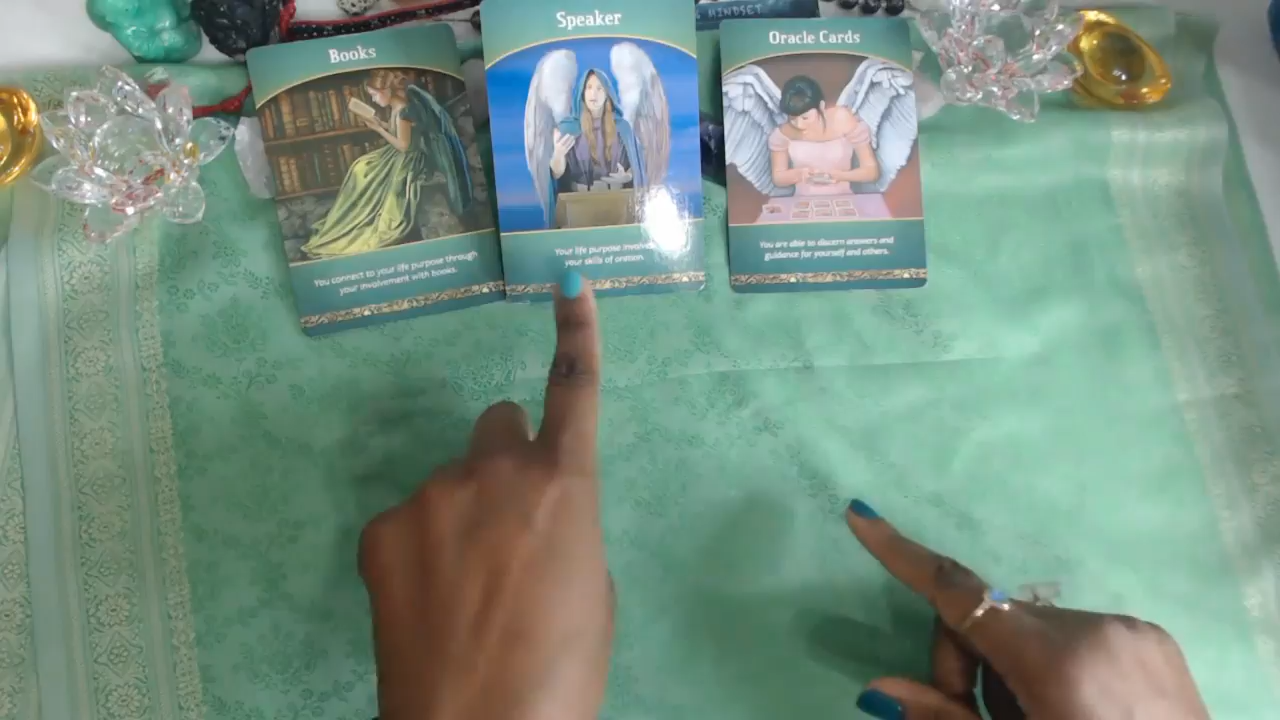 Books
You connect to your life purpose through
your involvement with books.
Speaker
Your life purpose
your skills of oration.
Oracle Cards
You are able to discern answers and
guidance for yourself and others.
MINDSET